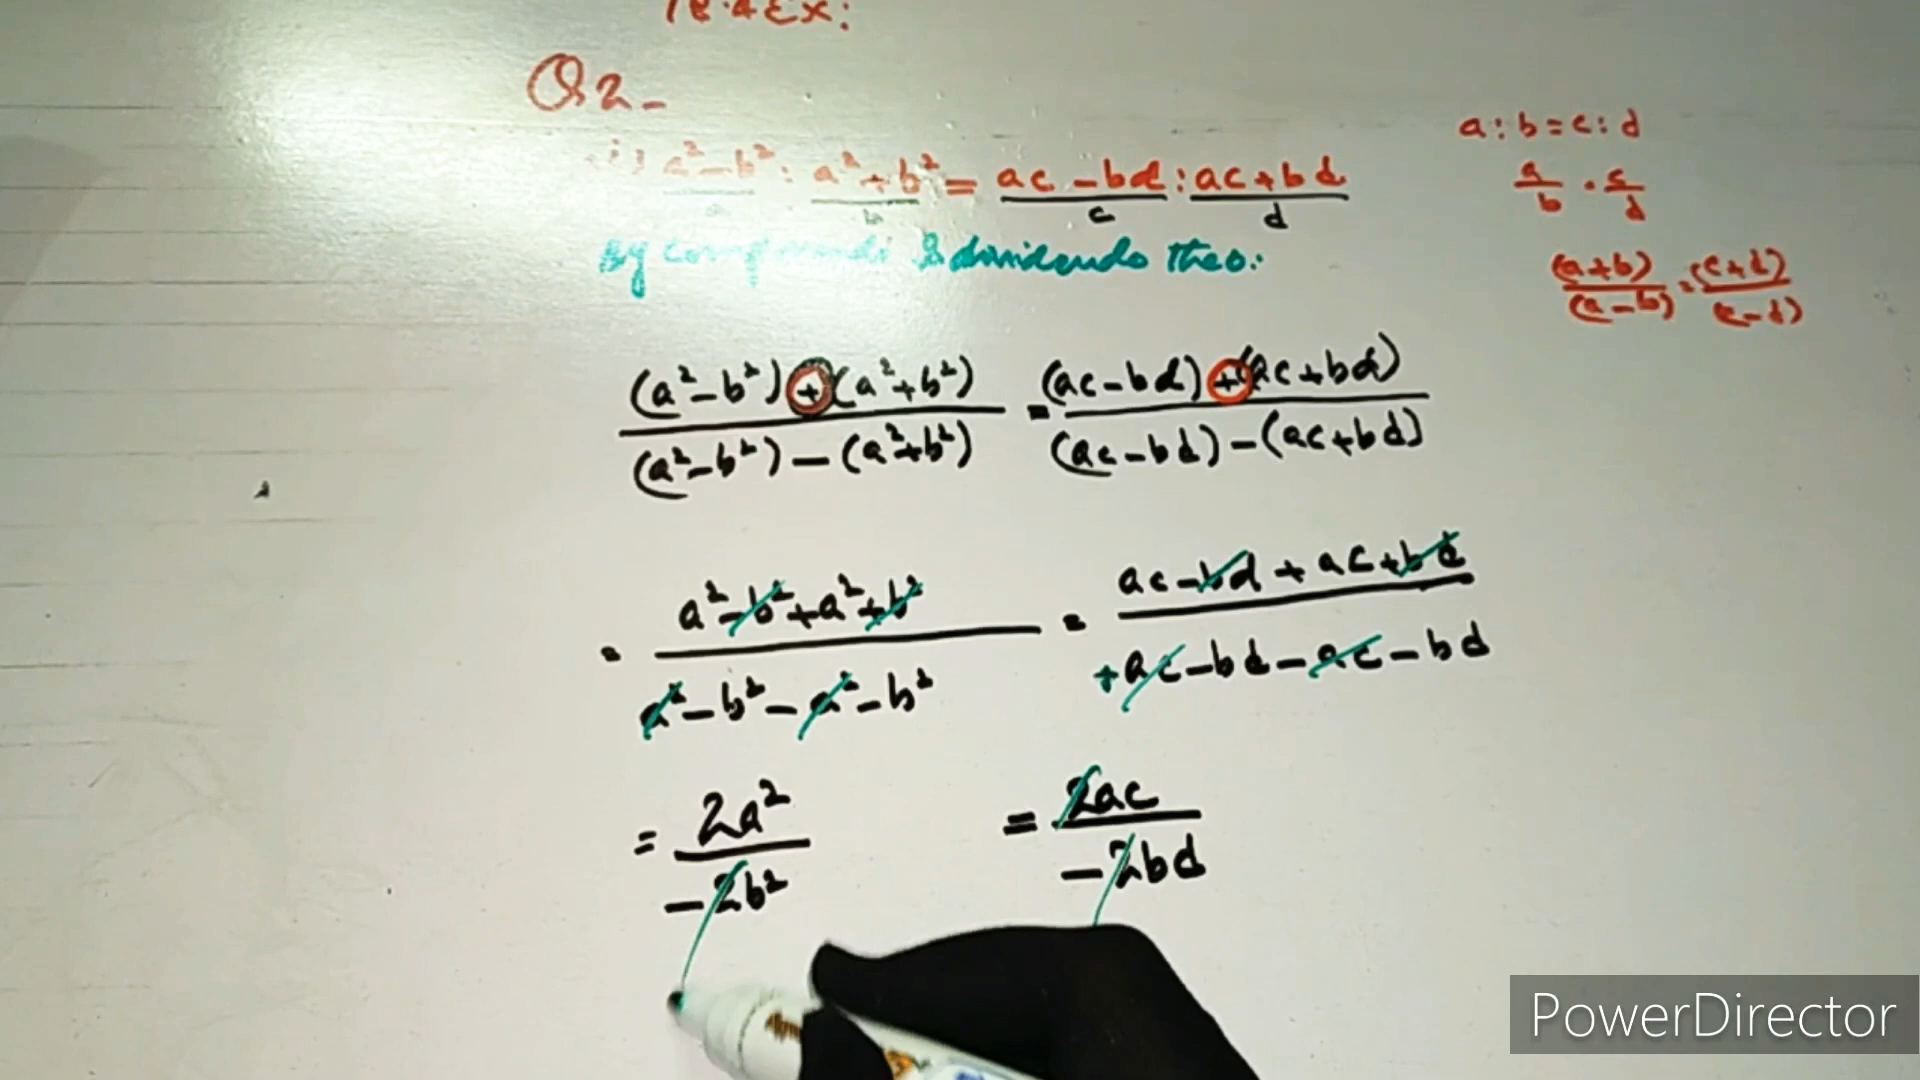 Q2-
a²-b² : a²+b² = ac-bd : ac+bd
a b c d
By componendo & dividendo Theo:
a:b=c:d
a/b = c/d
(a+b)/(a-b) = (c+d)/(c-d)
(a²-b²)+(a²+b²)/(a²-b²)-(a²+b²) = (ac-bd)+(ac+bd)/(ac-bd)-(ac+bd)
= a²-b²+a²+b²/a²-b²-a²-b² = ac-bd+ac+bd/+ac-bd-ac-bd
= 2a²/-2b² = 2ac/-2bd
PowerDirector